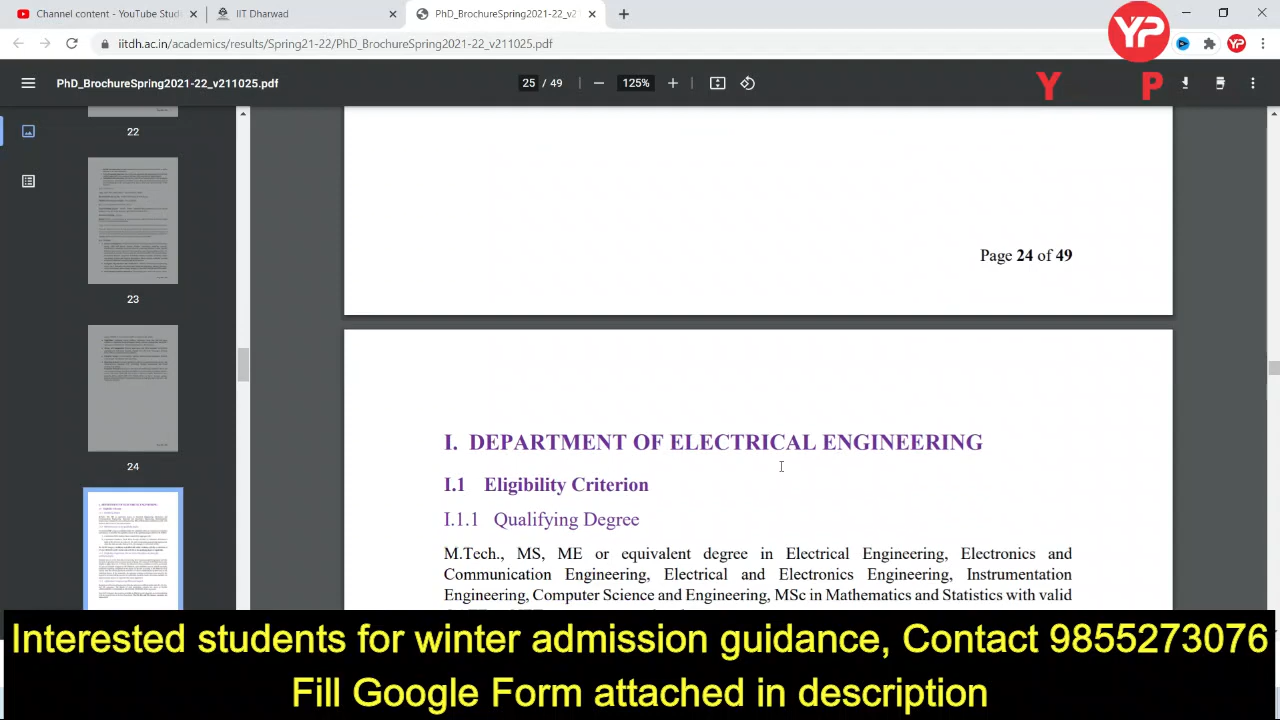 Channel content - YouTube Studi
IIT Dharwad
PhD_BrochureSpring2021-22_v21
YP
iitdh.ac.in/academics/results/Spring21-22/PhD_BrochureSpring2021-22_v211025.pdf
YP
PhD_BrochureSpring2021-22_v211025.pdf
25 / 49
125%
Y P
22
23
24
Page 24 of 49
I. DEPARTMENT OF ELECTRICAL ENGINEERING
I.1 Eligibility Criterion
I.1.1 Qualifying Degree
M.Tech., MS, ME or equivalent degree in Electrical Engineering, Electronics and
Communication Engineering, Electrical and Electronics Engineering, Instrumentation
Engineering, Computer Science and Engineering, MSc in Mathematics and Statistics with valid
Interested students for winter admission guidance, Contact 9855273076
Fill Google Form attached in description